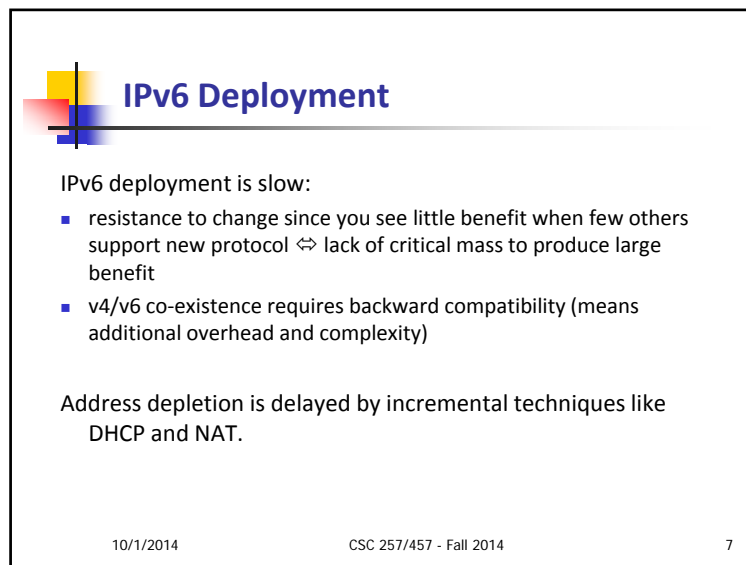 IPv6 Deployment
IPv6 deployment is slow:
resistance to change since you see little benefit when few others
support new protocol ⇔ lack of critical mass to produce large
benefit
v4/v6 co-existence requires backward compatibility (means
additional overhead and complexity)
Address depletion is delayed by incremental techniques like
DHCP and NAT.
10/1/2014 CSC 257/457 - Fall 2014 7